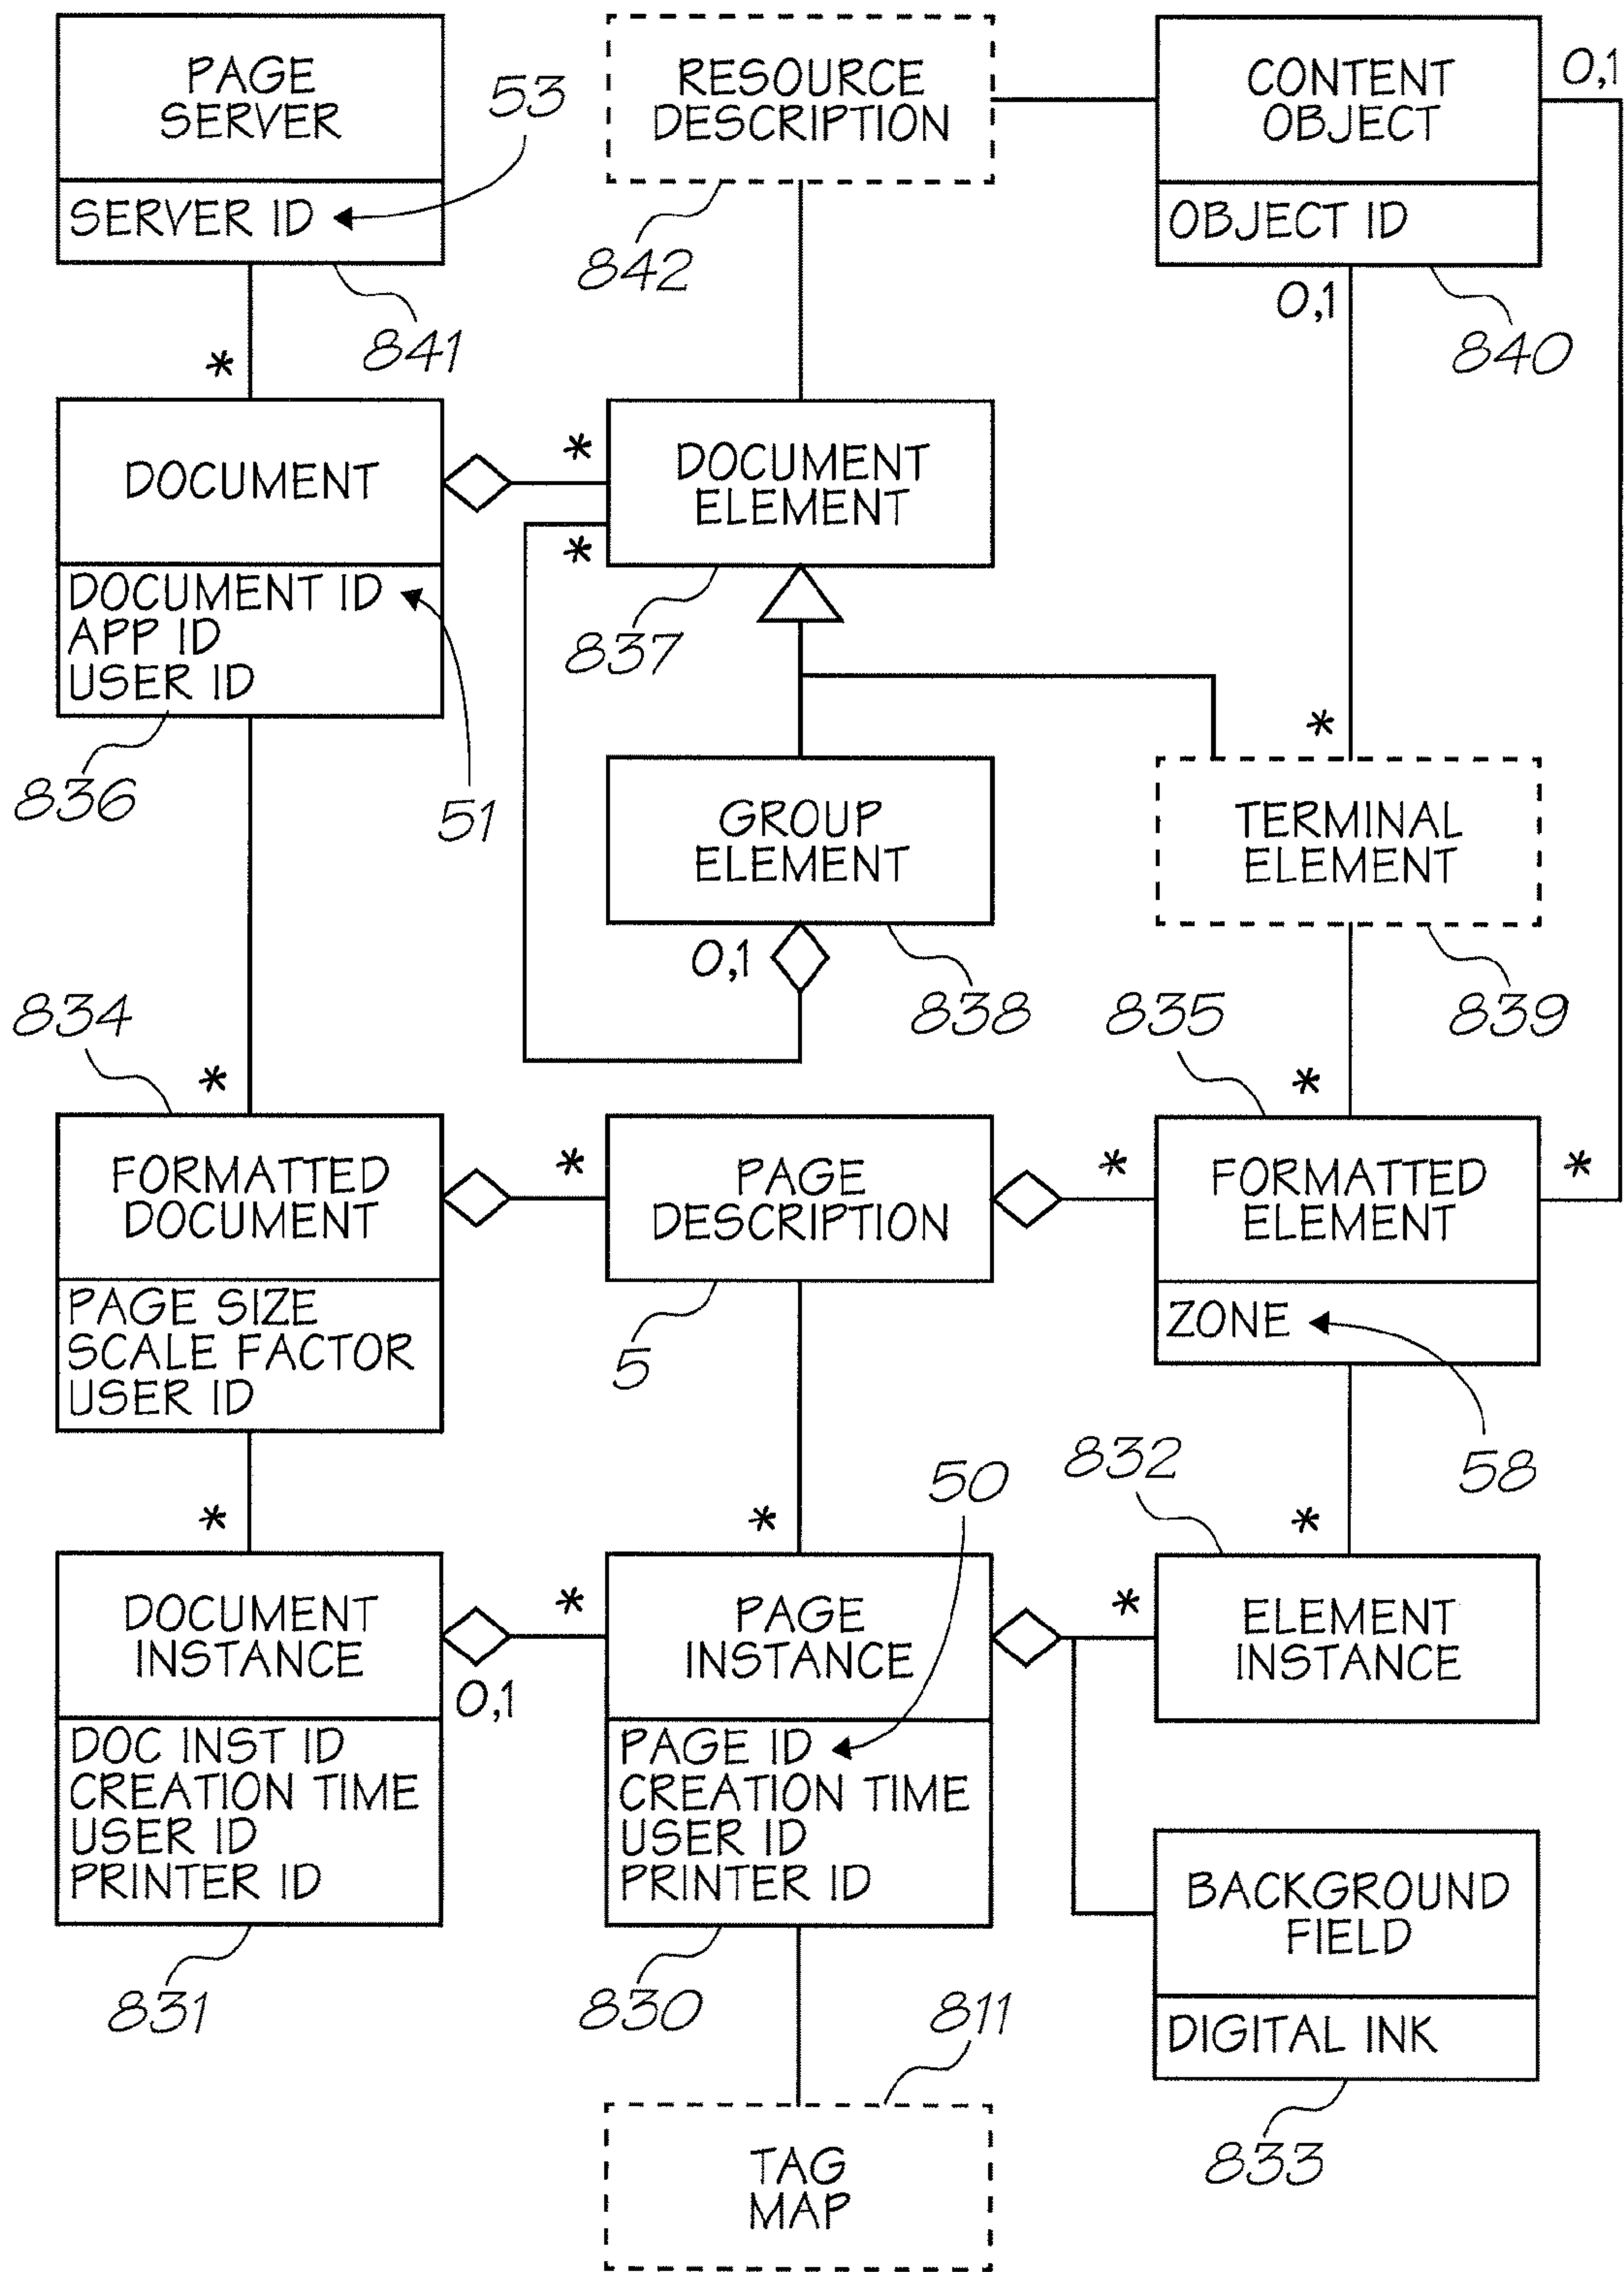 PAGE
SERVER
SERVER ID
53
841
RESOURCE
DESCRIPTION
842
CONTENT
OBJECT
OBJECT ID
0,1
0,1
840
*
DOCUMENT
DOCUMENT ID
APP ID
USER ID
836
51
*
*
DOCUMENT
ELEMENT
837
GROUP
ELEMENT
0,1
838
*
TERMINAL
ELEMENT
839
834
*
FORMATTED
DOCUMENT
PAGE SIZE
SCALE FACTOR
USER ID
*
PAGE
DESCRIPTION
5
835
*
*
*
FORMATTED
ELEMENT
ZONE
58
*
DOCUMENT
INSTANCE
DOC INST ID
CREATION TIME
USER ID
PRINTER ID
831
0,1
*
*
50
PAGE
INSTANCE
PAGE ID
CREATION TIME
USER ID
PRINTER ID
830
832
*
*
ELEMENT
INSTANCE
BACKGROUND
FIELD
DIGITAL INK
833
811
TAG
MAP